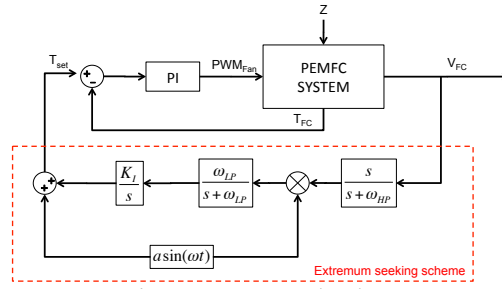 Z
T_set
+
-
PI
PWM_Fan
PEMFC
SYSTEM
V_FC
T_FC
+
+
K_I / s
ω_LP / s + ω_LP
s / s + ω_HP
a sin(ωt)
Extremum seeking scheme